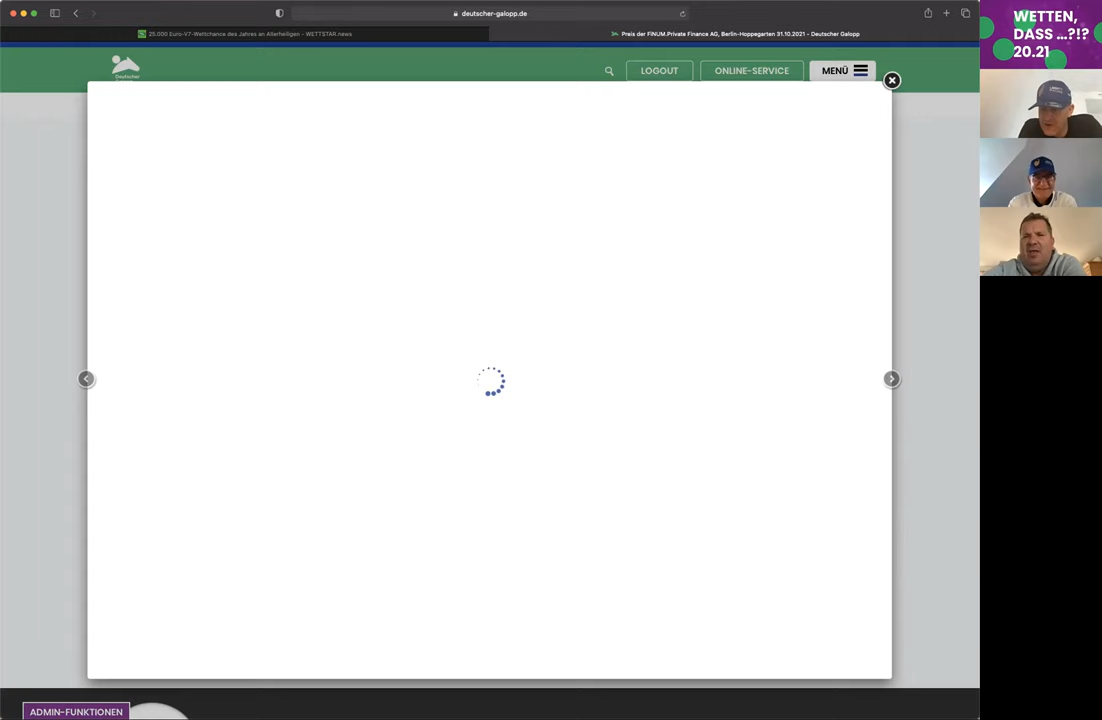 deutscher-galopp.de
25.000 Euro-V7-Wettchance des Jahres an Allerheiligen - WETTSTAR.news
Preis der FINUM.Private Finance AG, Berlin-Hoppegarten 31.10.2021 - Deutscher Galopp
WETTEN,
DASS ...?!?
20.21
Deutscher
LOGOUT
ONLINE-SERVICE
MENÜ
ADMIN-FUNKTIONEN